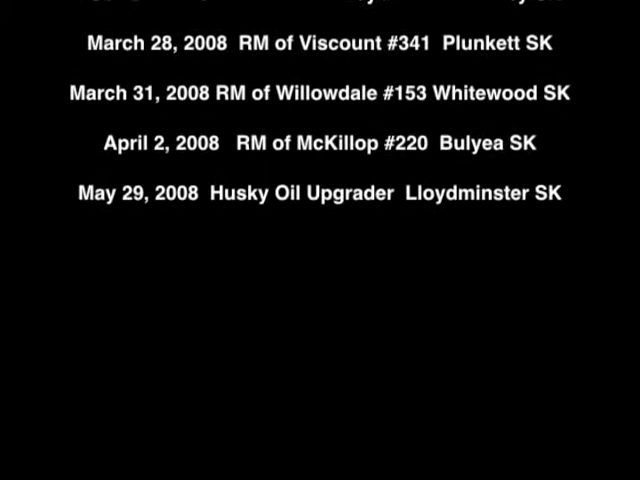 March 28, 2008  RM of Viscount #341  Plunkett SK
March 31, 2008 RM of Willowdale #153 Whitewood SK
April 2, 2008   RM of McKillop #220  Bulyea SK
May 29, 2008  Husky Oil Upgrader  Lloydminster SK